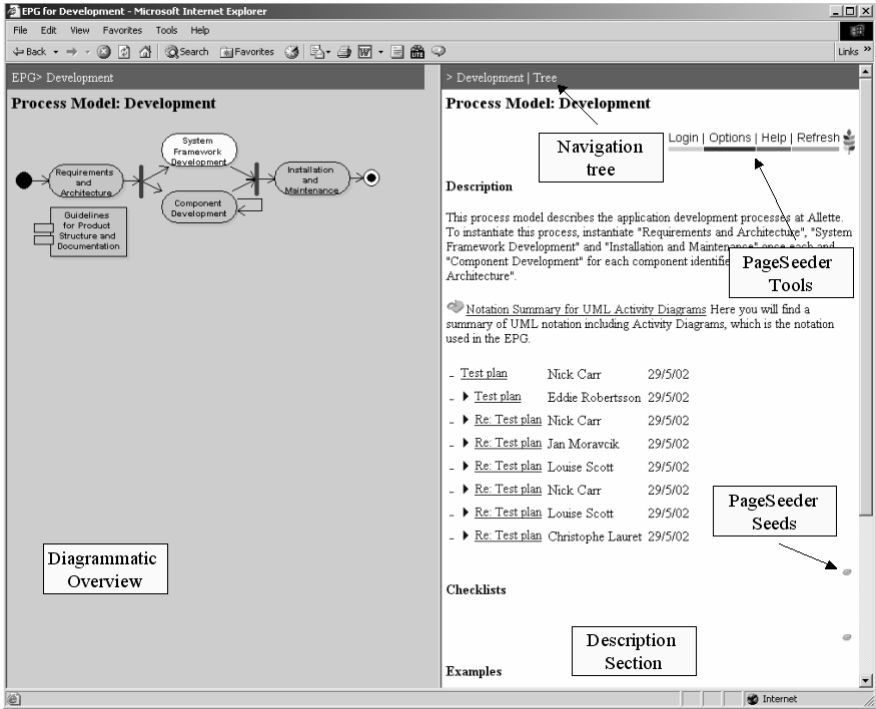 EPG for Development - Microsoft Internet Explorer
File Edit View Favorites Tools Help
Back Search Favorites Links »
EPG> Development
Process Model: Development
Requirements
and
Architecture
System
Framework
Development
Component
Development
Installation
and
Maintenance
Guidelines
for Product
Structure and
Documentation
Diagrammatic
Overview
> Development | Tree
Process Model: Development
Navigation
tree
Login | Options | Help | Refresh
Description
This process model describes the application development processes at Allette.
To instantiate this process, instantiate "Requirements and Architecture", "System
Framework Development" and "Installation and Maintenance" once each and
"Component Development" for each component identifie
Architecture".
PageSeeder
Tools
Notation Summary for UML Activity Diagrams Here you will find a
summary of UML notation including Activity Diagrams, which is the notation
used in the EPG.
Test plan Nick Carr 29/5/02
Test plan Eddie Robertsson 29/5/02
Re: Test plan Nick Carr 29/5/02
Re: Test plan Jan Moravcik 29/5/02
Re: Test plan Louise Scott 29/5/02
Re: Test plan Nick Carr 29/5/02
Re: Test plan Louise Scott 29/5/02
Re: Test plan Christophe Lauret 29/5/02
PageSeeder
Seeds
Checklists
Description
Section
Examples
Internet